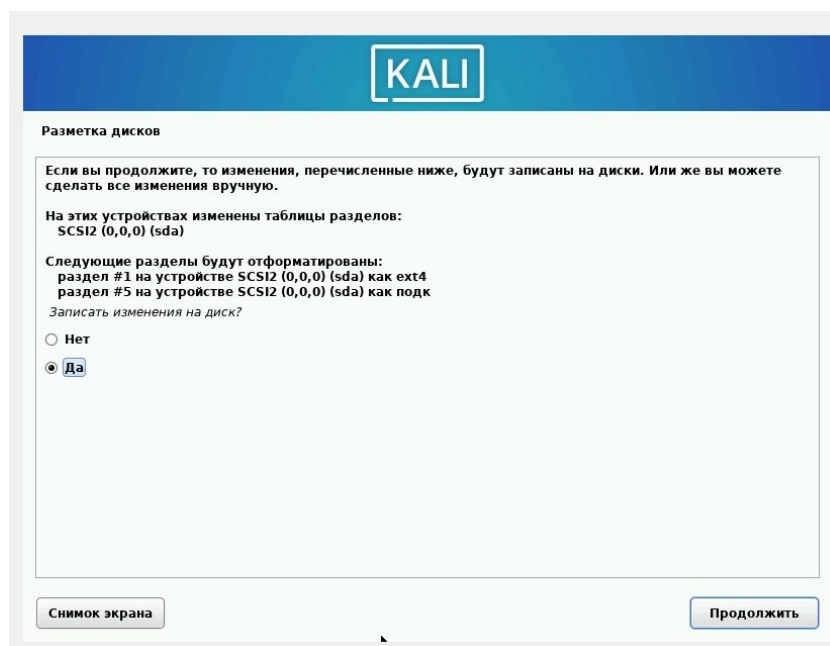 KALI
Разметка дисков
Если вы продолжите, то изменения, перечисленные ниже, будут записаны на диски. Или же вы можете
сделать все изменения вручную.
На этих устройствах изменены таблицы разделов:
SCSI2 (0,0,0) (sda)
Следующие разделы будут отформатированы:
раздел #1 на устройстве SCSI2 (0,0,0) (sda) как ext4
раздел #5 на устройстве SCSI2 (0,0,0) (sda) как подк
Записать изменения на диск?
Нет
Да
Снимок экрана
Продолжить